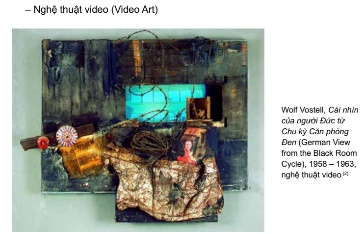 – Nghệ thuật video (Video Art)
Wolf Vostell, Cái nhìn
của người Đức từ
Chu kỳ Căn phòng
Đen (German View
from the Black Room
Cycle), 1958 – 1963,
nghệ thuật video (2)